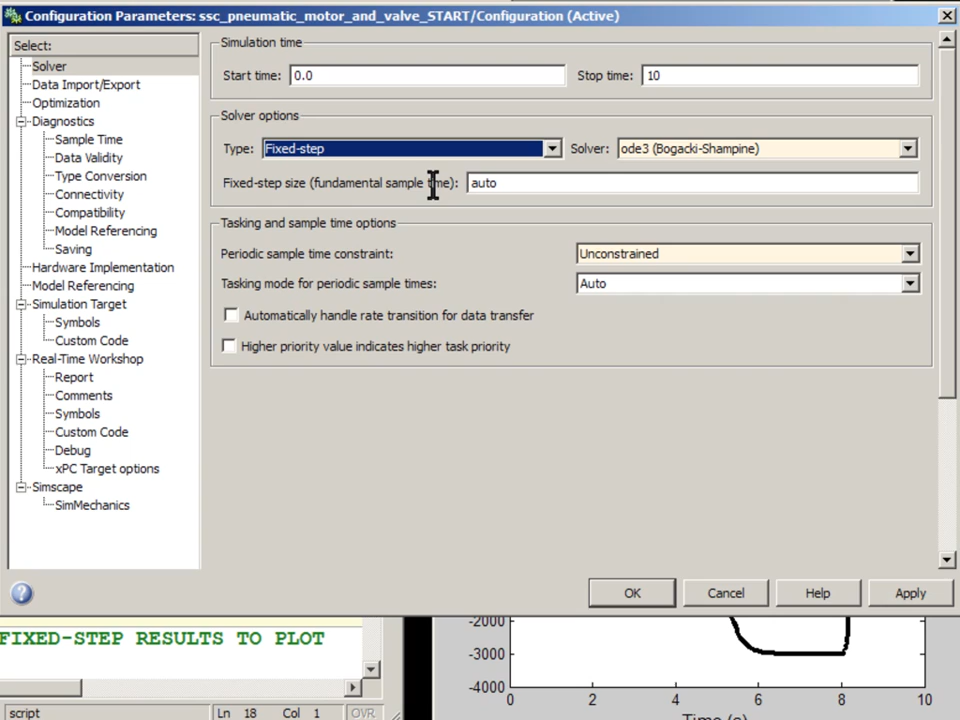 Configuration Parameters: ssc_pneumatic_motor_and_valve_START/Configuration (Active)
Select:
Solver
Data Import/Export
Optimization
Diagnostics
Sample Time
Data Validity
Type Conversion
Connectivity
Compatibility
Model Referencing
Saving
Hardware Implementation
Model Referencing
Simulation Target
Symbols
Custom Code
Real-Time Workshop
Report
Comments
Symbols
Custom Code
Debug
xPC Target options
Simscape
SimMechanics
Simulation time
Start time: 0.0 Stop time: 10
Solver options
Type: Fixed-step Solver: ode3 (Bogacki-Shampine)
Fixed-step size (fundamental sample time): auto
Tasking and sample time options
Periodic sample time constraint: Unconstrained
Tasking mode for periodic sample times: Auto
Automatically handle rate transition for data transfer
Higher priority value indicates higher task priority
OK Cancel Help Apply
FIXED-STEP RESULTS TO PLOT
script Ln 18 Col 1 OVR
-2000
-3000
-4000
0 2 4 6 8 10
Time (s)